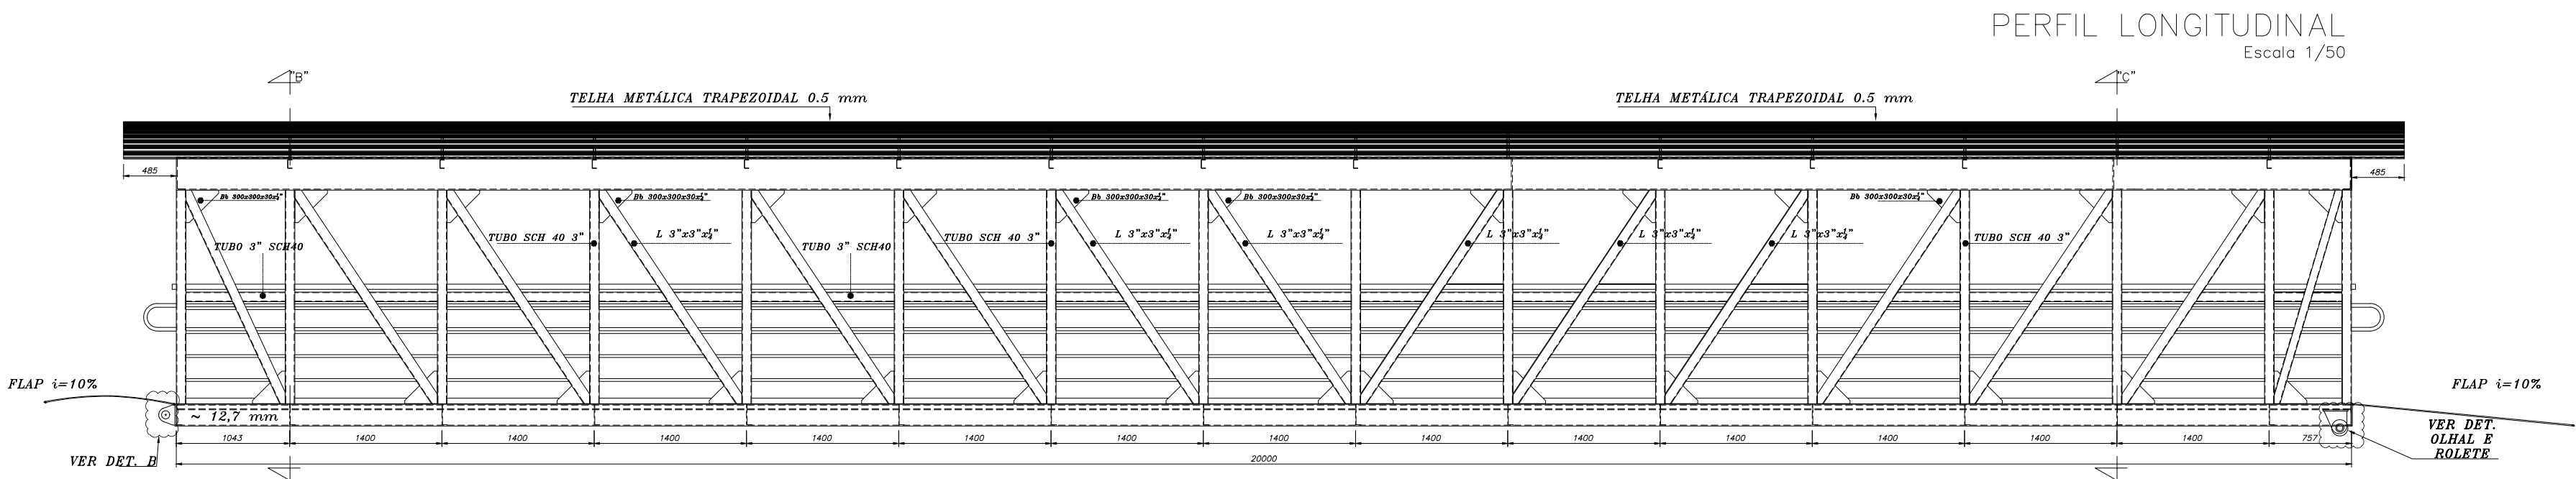 PERFIL LONGITUDINAL
Escala 1/50
"B"
"C"
TELHA METÁLICA TRAPEZOIDAL 0.5 mm
TELHA METÁLICA TRAPEZOIDAL 0.5 mm
485
485
Bb 300x300x30x¼"
Bb 300x300x30x¼"
Bb 300x300x30x¼"
Bb 300x300x30x¼"
Bb 300x300x30x¼"
TUBO 3" SCH40
TUBO SCH 40 3"
L 3"x3"x¼"
TUBO 3" SCH40
TUBO SCH 40 3"
L 3"x3"x¼"
L 3"x3"x¼"
L 3"x3"x¼"
L 3"x3"x¼"
L 3"x3"x¼"
TUBO SCH 40 3"
FLAP i=10%
FLAP i=10%
~ 12,7 mm
1043
1400
1400
1400
1400
1400
1400
1400
1400
1400
1400
1400
1400
1400
757
VER DET. B
20000
VER DET.
OLHAL E
ROLETE